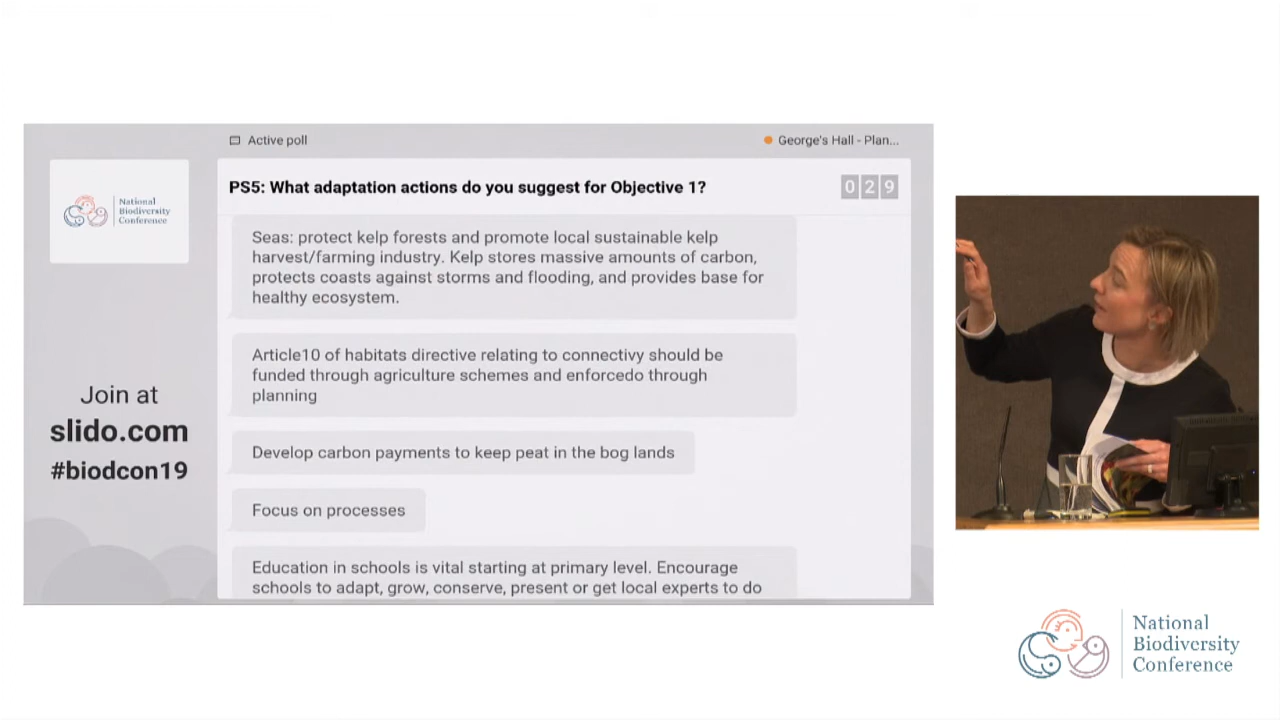 Active poll
George's Hall - Plan...
National
Biodiversity
Conference
PS5: What adaptation actions do you suggest for Objective 1?
029
Seas: protect kelp forests and promote local sustainable kelp
harvest/farming industry. Kelp stores massive amounts of carbon,
protects coasts against storms and flooding, and provides base for
healthy ecosystem.
Article10 of habitats directive relating to connectivy should be
funded through agriculture schemes and enforcedo through
planning
Develop carbon payments to keep peat in the bog lands
Focus on processes
Education in schools is vital starting at primary level. Encourage
schools to adapt, grow, conserve, present or get local experts to do
Join at
slido.com
#biodcon19
National
Biodiversity
Conference